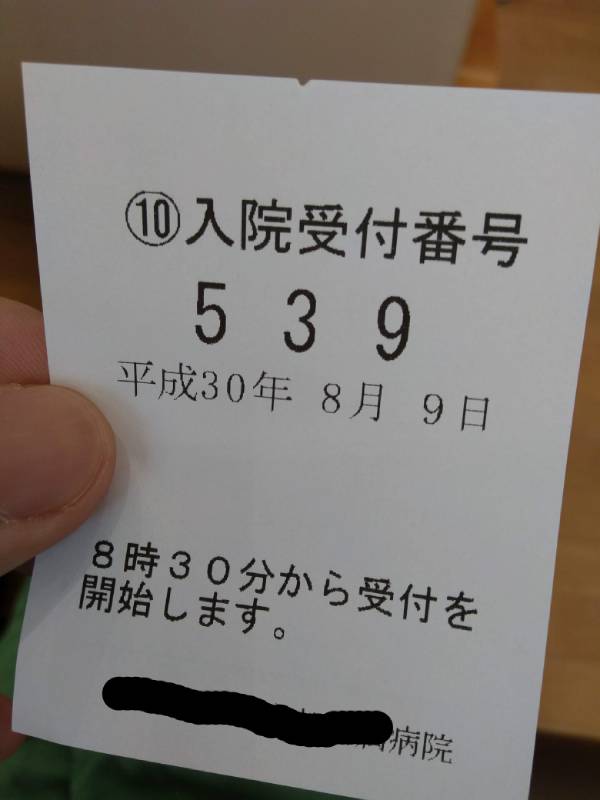 ⑩入院受付番号
５３９
平成30年 8月 9日
８時３０分から受付を
開始します。
病院